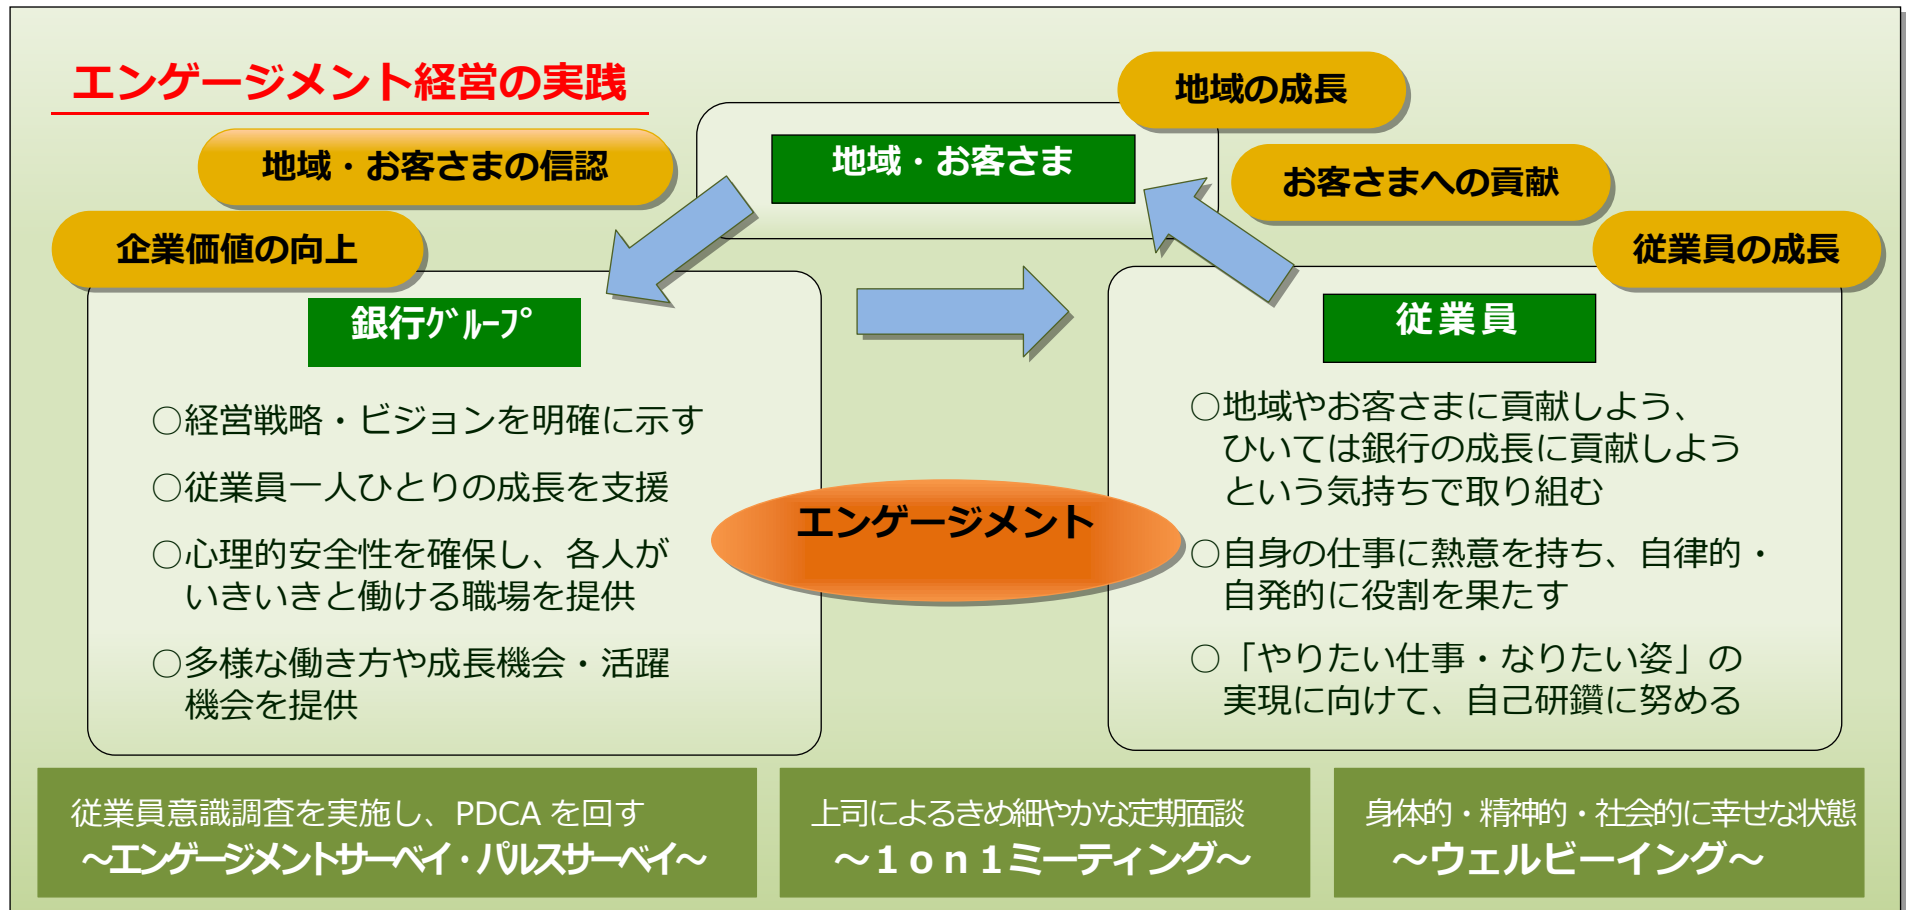 エンゲージメント経営の実践
地域の成長
地域・お客さまの信認
地域・お客さま
お客さまへの貢献
企業価値の向上
従業員の成長
銀行ｸﾞﾙｰﾌﾟ
○経営戦略・ビジョンを明確に示す
○従業員一人ひとりの成長を支援
○心理的安全性を確保し、各人が
いきいきと働ける職場を提供
○多様な働き方や成長機会・活躍
機会を提供
エンゲージメント
従業員
○地域やお客さまに貢献しよう、
ひいては銀行の成長に貢献しよう
という気持ちで取り組む
○自身の仕事に熱意を持ち、自律的・
自発的に役割を果たす
○「やりたい仕事・なりたい姿」の
実現に向けて、自己研鑽に努める
従業員意識調査を実施し、PDCA を回す
～エンゲージメントサーベイ・パルスサーベイ～
上司によるきめ細やかな定期面談
～１ｏｎ１ミーティング～
身体的・精神的・社会的に幸せな状態
～ウェルビーイング～